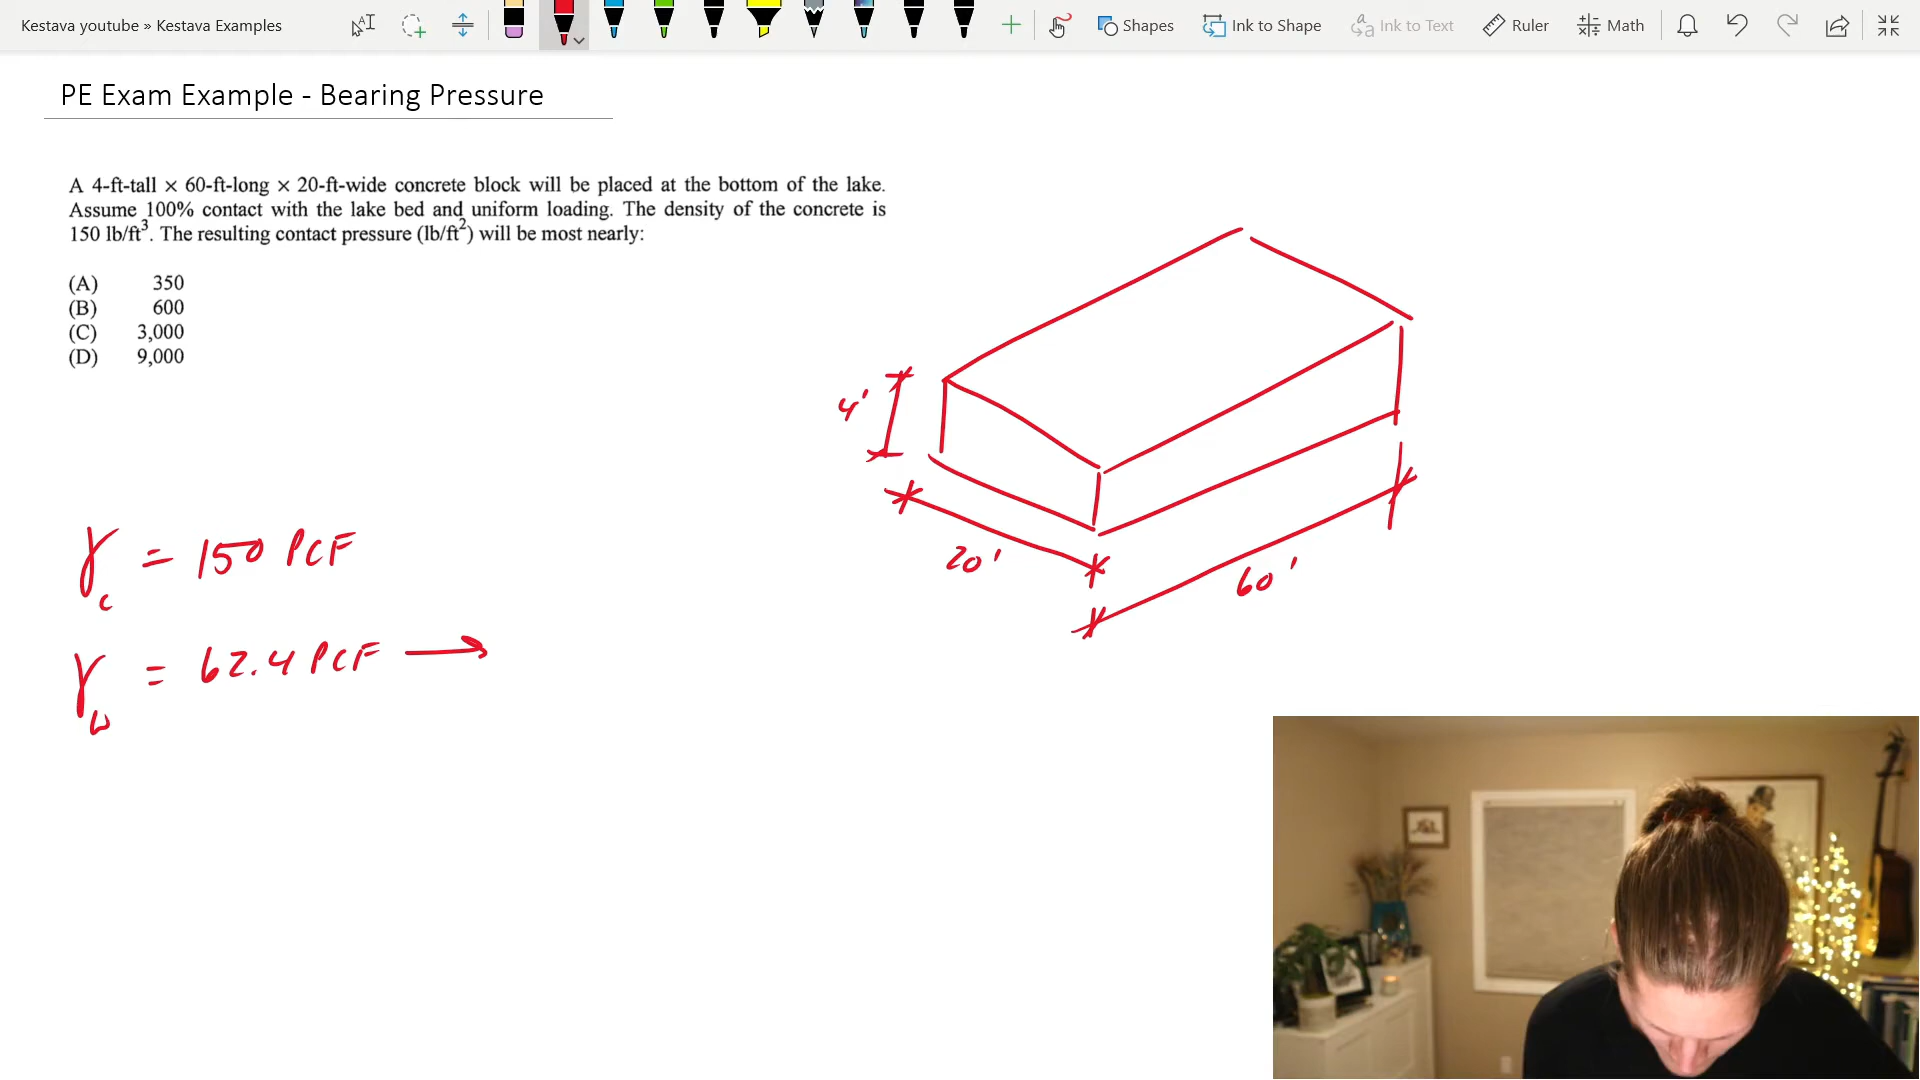 Kestava youtube » Kestava Examples
Shapes
Ink to Shape
Ink to Text
Ruler
Math
PE Exam Example - Bearing Pressure
A 4-ft-tall × 60-ft-long × 20-ft-wide concrete block will be placed at the bottom of the lake.
Assume 100% contact with the lake bed and uniform loading. The density of the concrete is
150 lb/ft³. The resulting contact pressure (lb/ft²) will be most nearly:
(A) 350
(B) 600
(C) 3,000
(D) 9,000
4'
20'
60'
γc = 150 PCF
γw = 62.4 PCF →